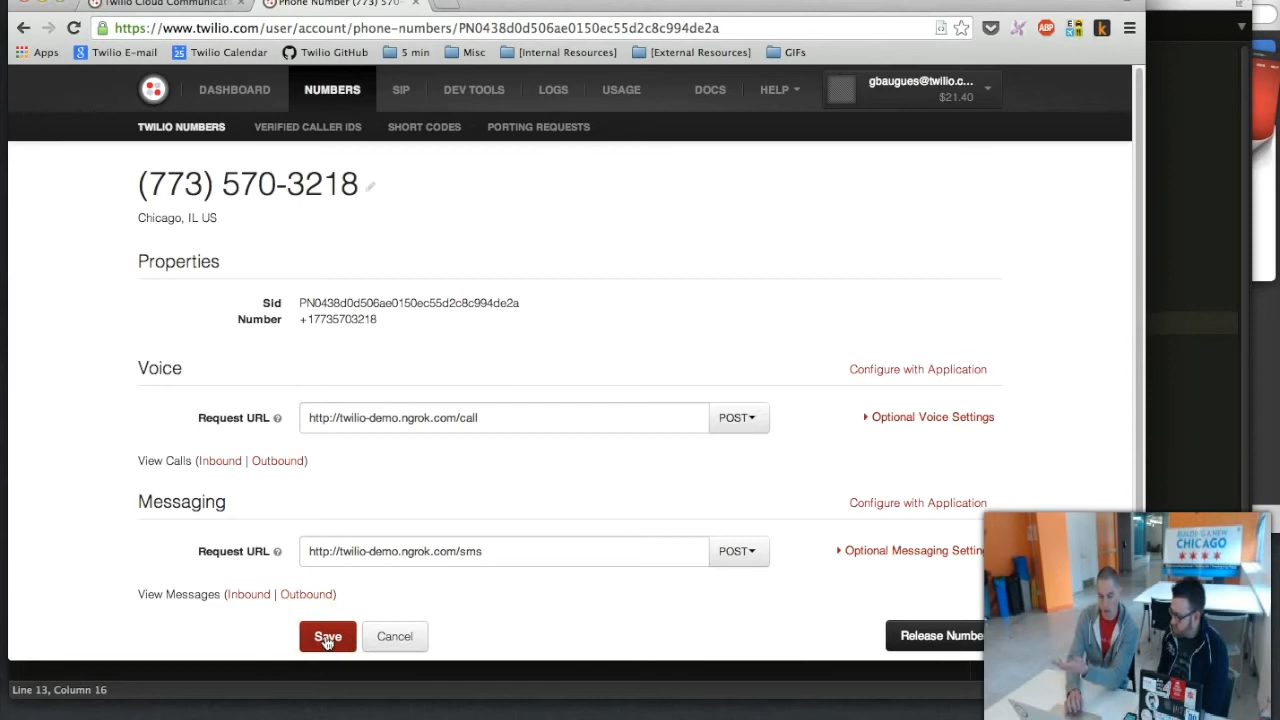 Twilio Cloud Communicat
Phone Number (773) 570-
https://www.twilio.com/user/account/phone-numbers/PN0438d0d506ae0150ec55d2c8c994de2a
Apps Twilio E-mail 25 Twilio Calendar Twilio GitHub 5 min Misc [Internal Resources] [External Resources] GIFs
DASHBOARD NUMBERS SIP DEV TOOLS LOGS USAGE DOCS HELP gbaugues@twilio.c...
$21.40
TWILIO NUMBERS VERIFIED CALLER IDS SHORT CODES PORTING REQUESTS
(773) 570-3218
Chicago, IL US
Properties
Sid PN0438d0d506ae0150ec55d2c8c994de2a
Number +17735703218
Voice Configure with Application
Request URL http://twilio-demo.ngrok.com/call POST Optional Voice Settings
View Calls (Inbound | Outbound)
Messaging Configure with Application
Request URL http://twilio-demo.ngrok.com/sms POST Optional Messaging Settin
View Messages (Inbound | Outbound)
Save Cancel Release Numbe
BUILDING A NEW
CHICAGO
Line 13, Column 16